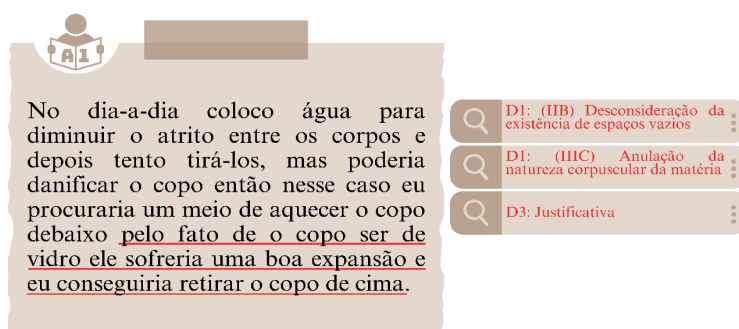 A1
No dia-a-dia coloco água para
diminuir o atrito entre os corpos e
depois tento tirá-los, mas poderia
danificar o copo então nesse caso eu
procuraria um meio de aquecer o copo
debaixo pelo fato de o copo ser de
vidro ele sofreria uma boa expansão e
eu conseguiria retirar o copo de cima.
D1: (IIB) Desconsideração da
existência de espaços vazios
D1: (IIIC) Anulação da
natureza corpuscular da matéria
D3: Justificativa